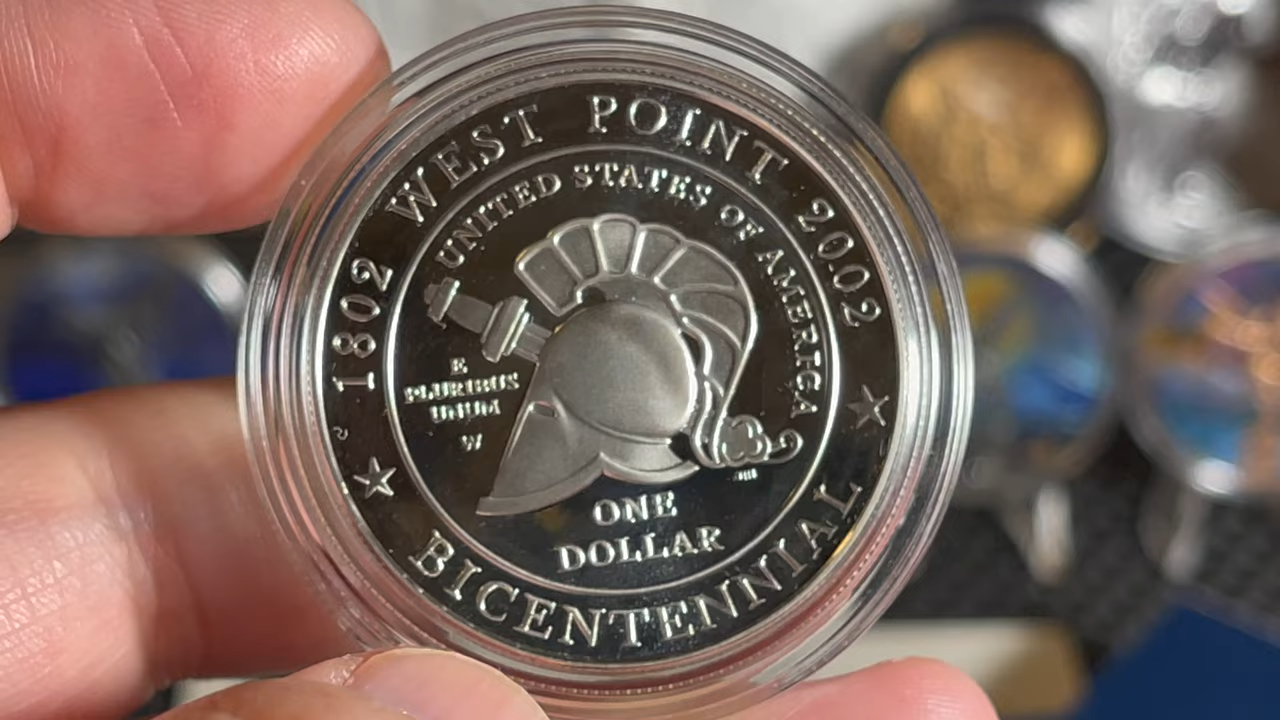 1802 WEST POINT 2002
UNITED STATES OF AMERICA
E
PLURIBUS
UNUM
W
ONE
DOLLAR
BICENTENNIAL